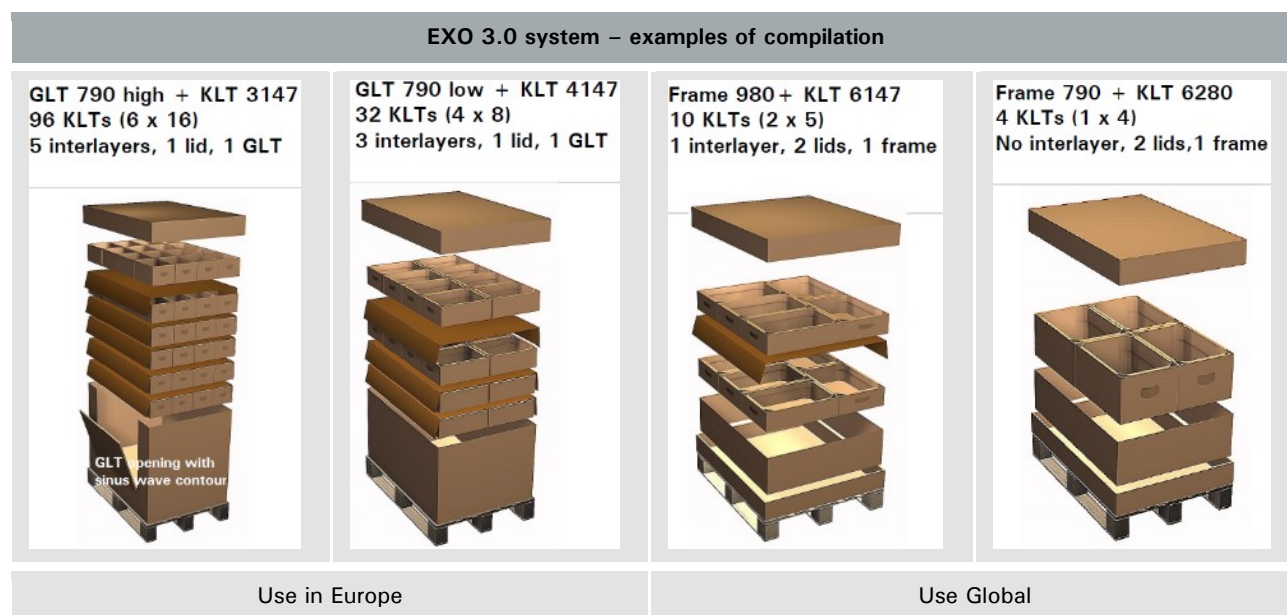 EXO 3.0 system – examples of compilation
GLT 790 high + KLT 3147
96 KLTs (6 x 16)
5 interlayers, 1 lid, 1 GLT
GLT opening with
sinus wave contour
GLT 790 low + KLT 4147
32 KLTs (4 x 8)
3 interlayers, 1 lid, 1 GLT
Frame 980+ KLT 6147
10 KLTs (2 x 5)
1 interlayer, 2 lids, 1 frame
Frame 790 + KLT 6280
4 KLTs (1 x 4)
No interlayer, 2 lids,1 frame
Use in Europe
Use Global